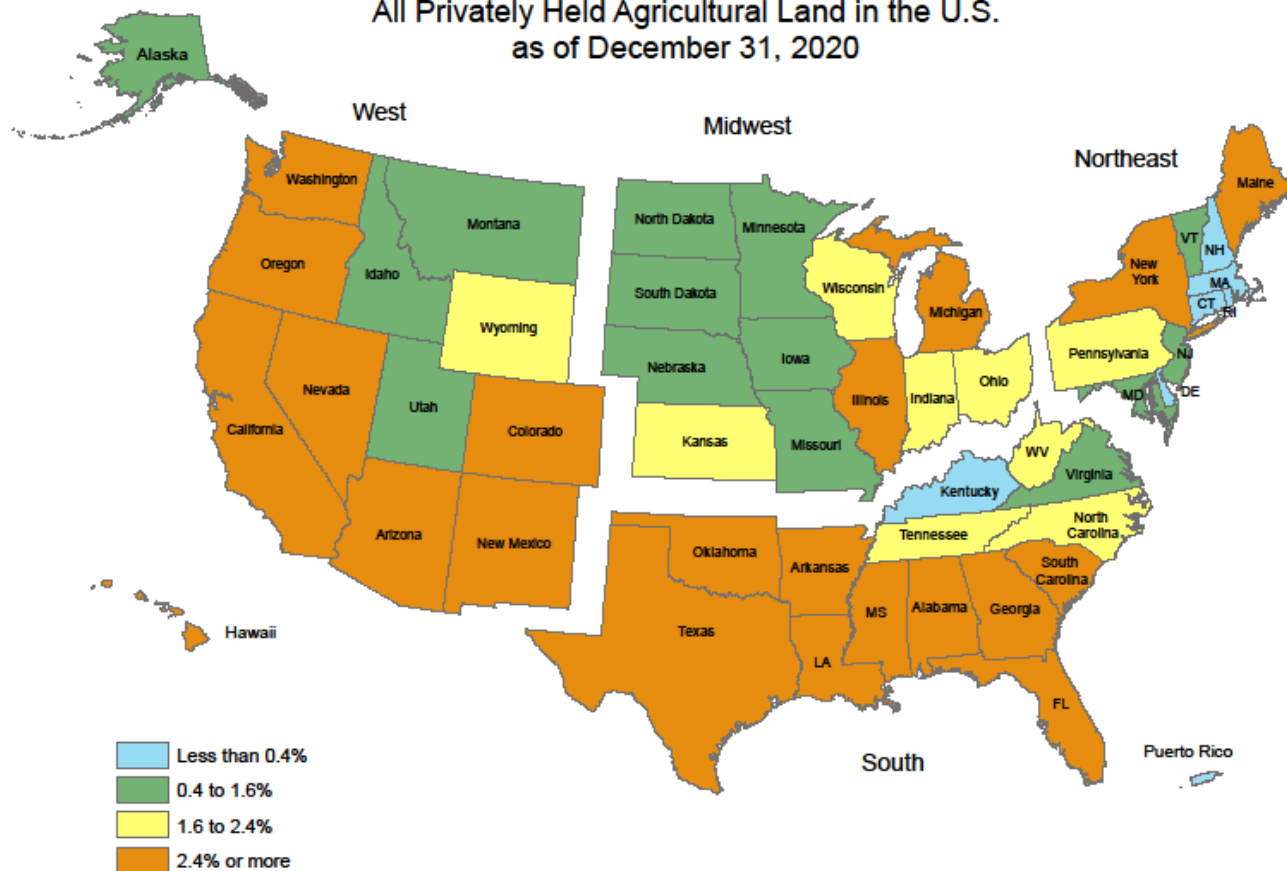 All Privately Held Agricultural Land in the U.S.
as of December 31, 2020
Alaska
West
Midwest
Northeast
Washington
Montana
Oregon
Idaho
Wyoming
Nevada
Utah
California
Colorado
Arizona
New Mexico
Hawaii
North Dakota
Minnesota
South Dakota
Wisconsin
Michigan
Nebraska
Iowa
Illinois
Indiana
Ohio
Kansas
Missouri
Maine
VT
NH
New
York
MA
CT
RI
Pennsylvania
NJ
MD
DE
WV
Virginia
Kentucky
Tennessee
North
Carolina
Oklahoma
Arkansas
South
Carolina
Texas
LA
MS
Alabama
Georgia
FL
South
Puerto Rico
Less than 0.4%
0.4 to 1.6%
1.6 to 2.4%
2.4% or more